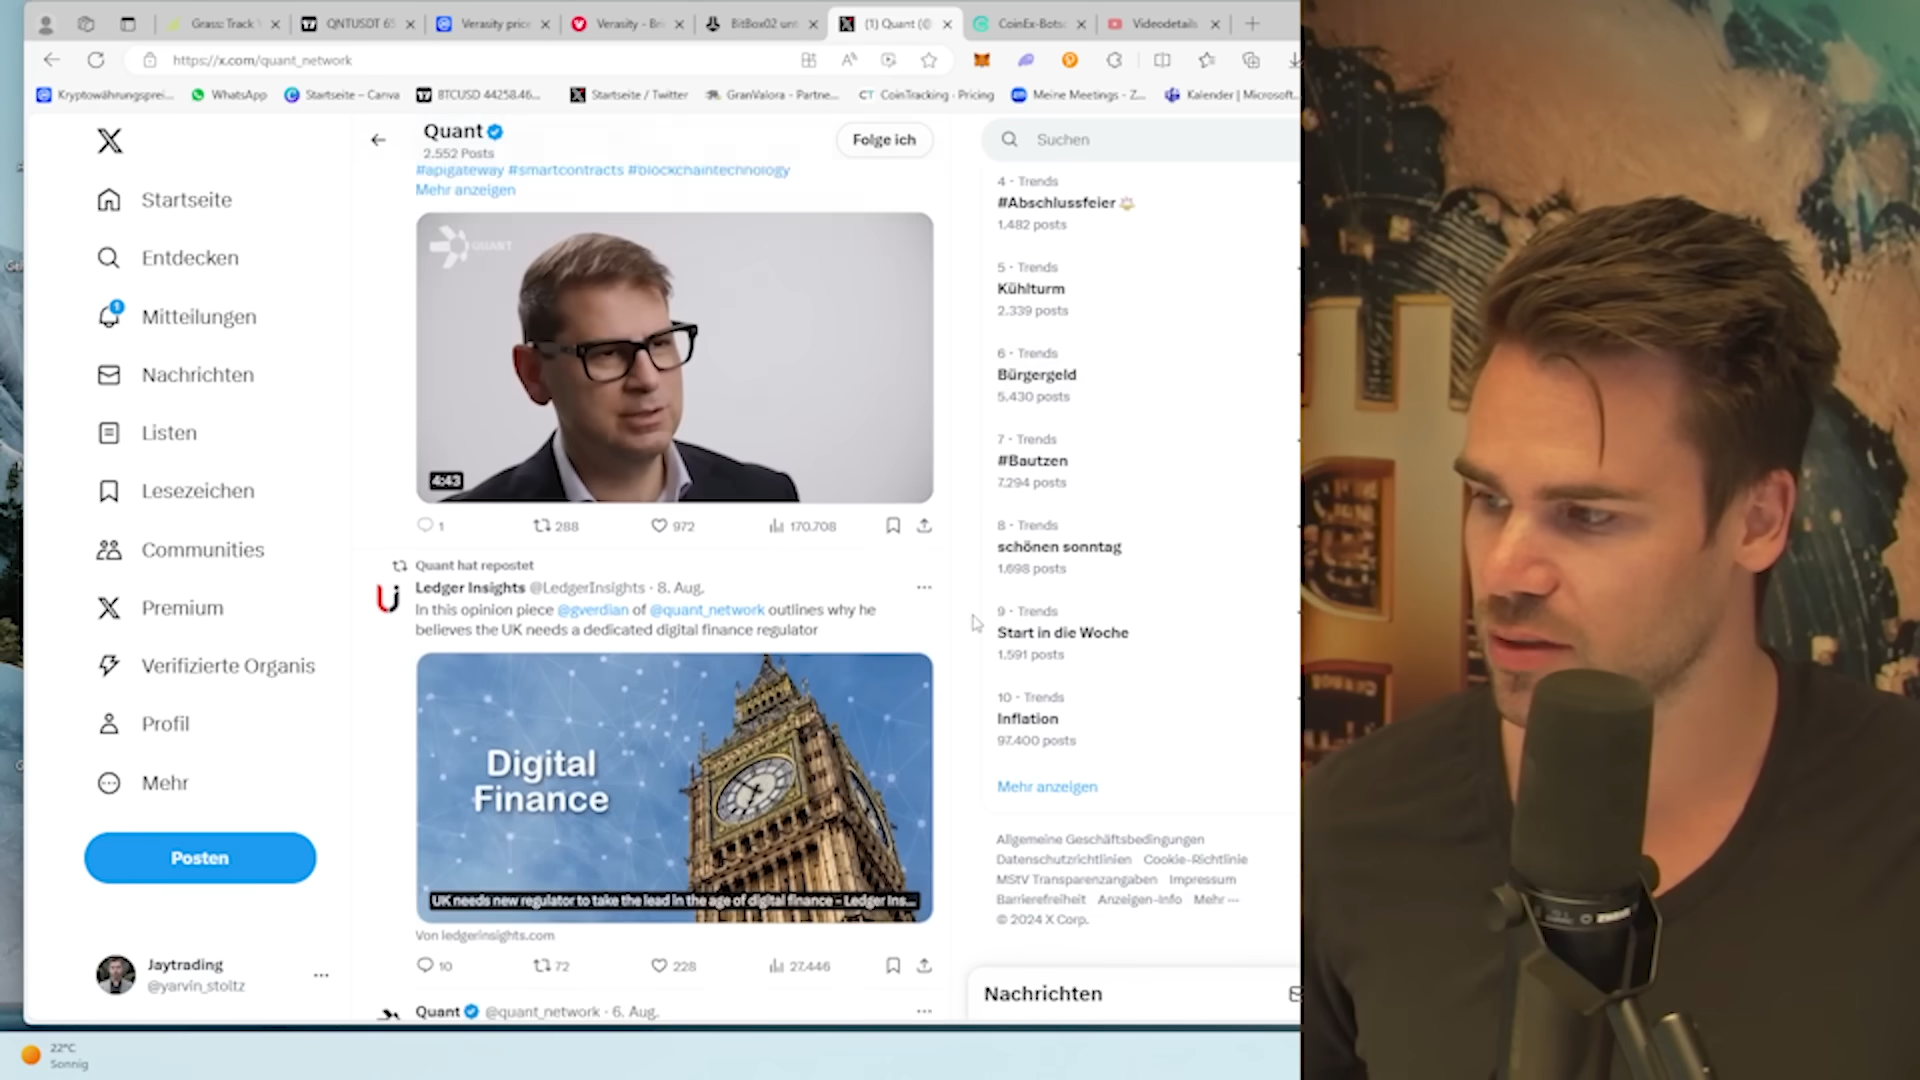 Grass: Track
QNTUSDT 65
Verasity price
Verasity - Bri
BitBox02 unt
(1) Quant (@
CoinEx-Bots
Videodetails
https://x.com/quant_network
Kryptowährungsprei...
WhatsApp
Startseite – Canva
BTCUSD 44258.46...
Startseite / Twitter
GranValora - Partne...
CoinTracking · Pricing
Meine Meetings - Z...
Kalender | Microsoft...
Startseite
Entdecken
1
Mitteilungen
Nachrichten
Listen
Lesezeichen
Communities
Premium
Verifizierte Organis
Profil
Mehr
Posten
Jaytrading
@yarvin_stoltz
Quant
2.552 Posts
Folge ich
#apigateway #smartcontracts #blockchaintechnology
Mehr anzeigen
QUANT
4:43
1
288
972
170.708
Quant hat repostet
Ledger Insights @LedgerInsights · 8. Aug.
In this opinion piece @gverdian of @quant_network outlines why he
believes the UK needs a dedicated digital finance regulator
Digital
Finance
UK needs new regulator to take the lead in the age of digital finance - Ledger Ins...
Von ledgerinsights.com
10
72
228
27.446
Quant @quant_network · 6. Aug.
Suchen
4 · Trends
#Abschlussfeier
1.482 posts
5 · Trends
Kühlturm
2.339 posts
6 · Trends
Bürgergeld
5.430 posts
7 · Trends
#Bautzen
7.294 posts
8 · Trends
schönen sonntag
1.698 posts
9 · Trends
Start in die Woche
1.591 posts
10 · Trends
Inflation
97.400 posts
Mehr anzeigen
Allgemeine Geschäftsbedingungen
Datenschutzrichtlinien Cookie-Richtlinie
MStV Transparenzangaben Impressum
Barrierefreiheit Anzeigen-Info Mehr ···
© 2024 X Corp.
Nachrichten
22°C
Sonnig